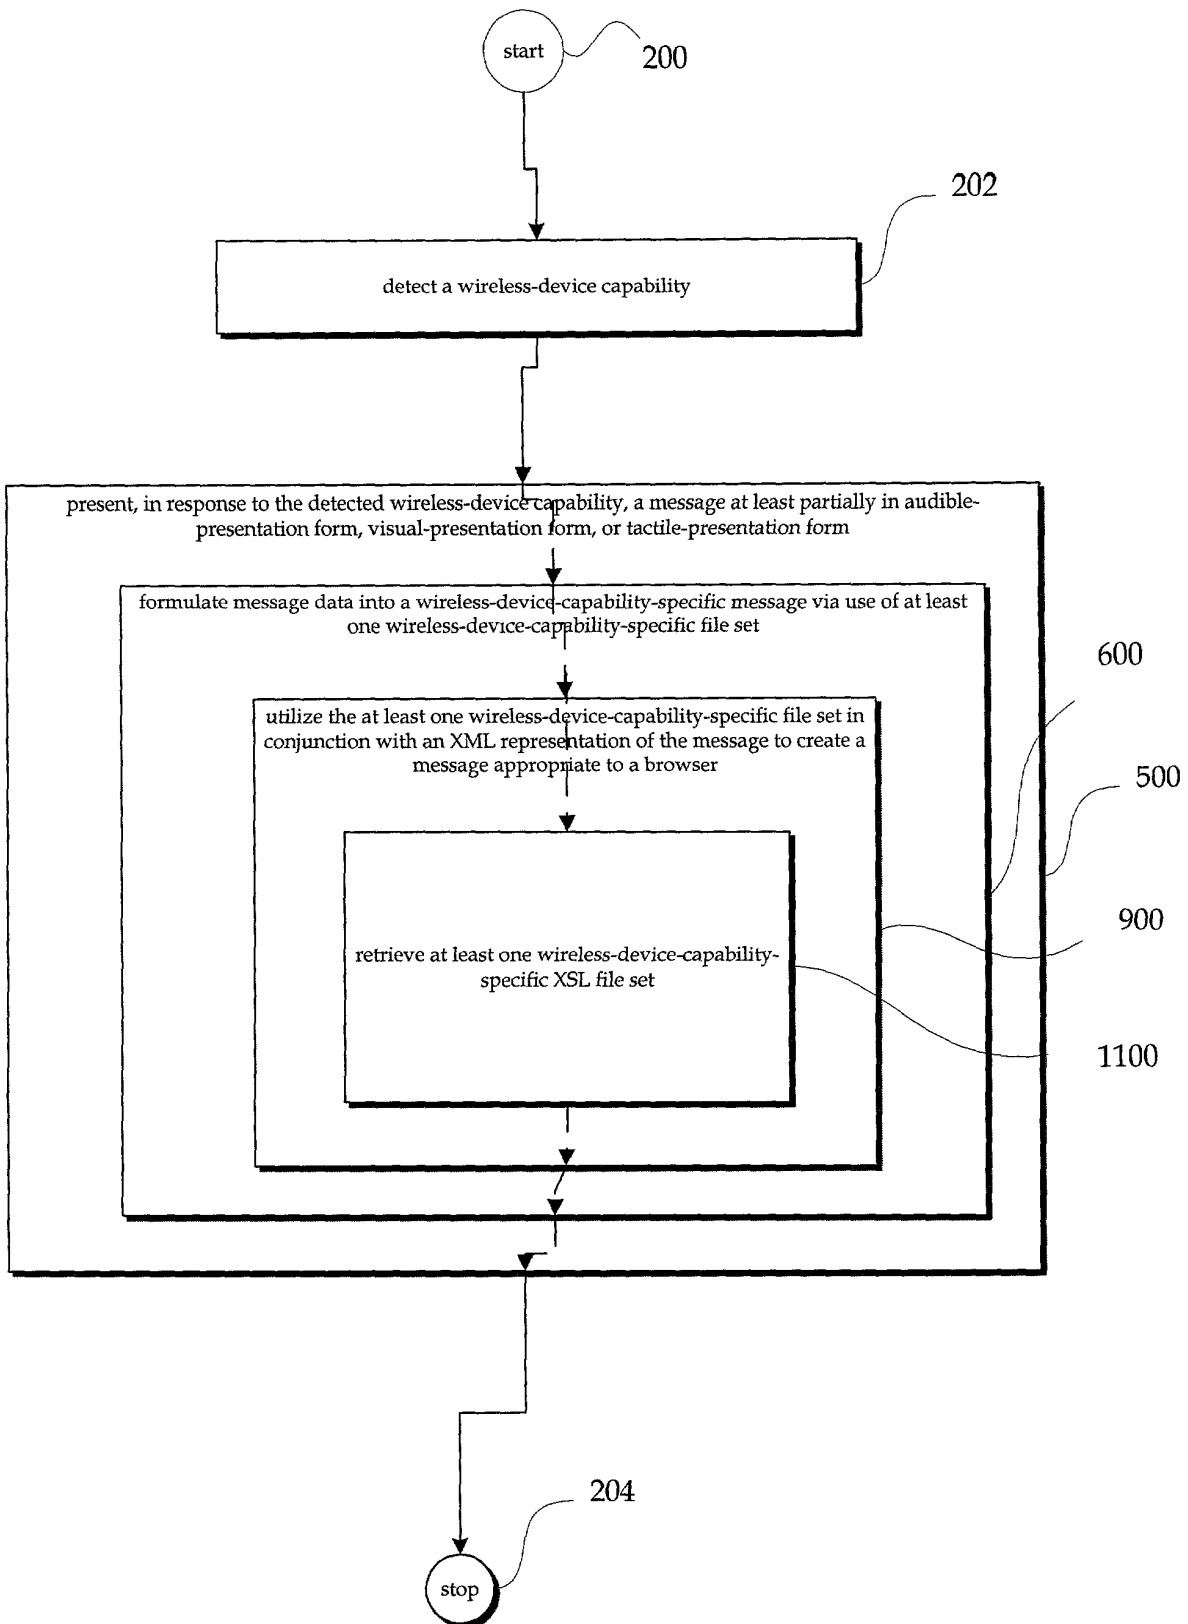 start
200
202
detect a wireless-device capability
present, in response to the detected wireless-device capability, a message at least partially in audible-
presentation form, visual-presentation form, or tactile-presentation form
formulate message data into a wireless-device-capability-specific message via use of at least
one wireless-device-capability-specific file set
600
utilize the at least one wireless-device-capability-specific file set in
conjunction with an XML representation of the message to create a
message appropriate to a browser
500
900
retrieve at least one wireless-device-capability-
specific XSL file set
1100
204
stop